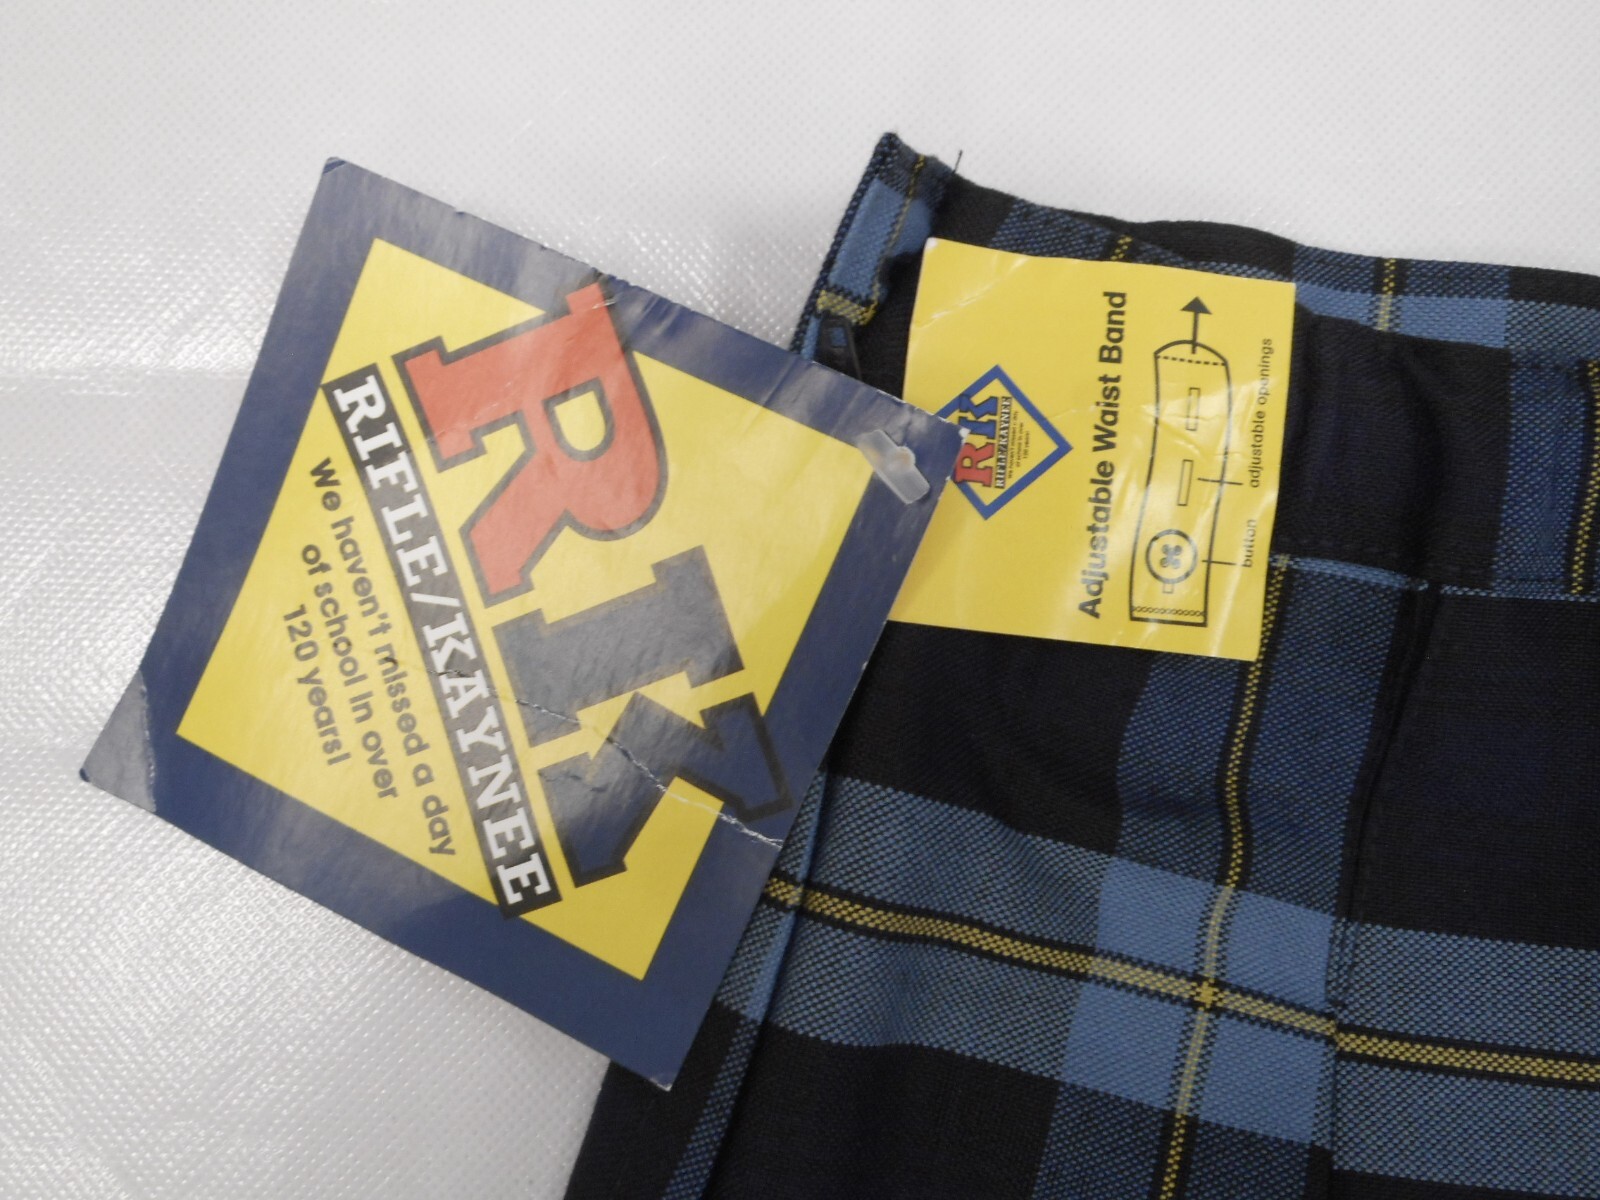 RK
RIFLE/KAYNEE
We haven't missed a day
of school in over
120 years!
RK
RIFLE/KAYNEE
Adjustable Waist Band
button
adjustable openings